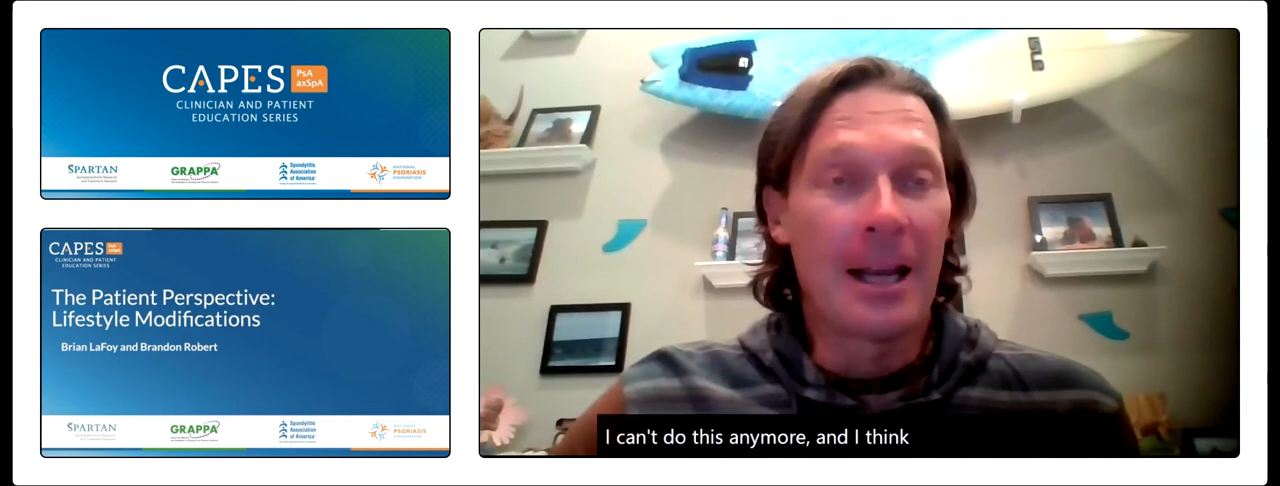 CAPES
PsA
axSpA
CLINICIAN AND PATIENT
EDUCATION SERIES
SPARTAN
GRAPPA
Spondylitis
Association
of America
NATIONAL
PSORIASIS
FOUNDATION
CAPES
CLINICIAN AND PATIENT
EDUCATION SERIES
The Patient Perspective:
Lifestyle Modifications
Brian LaFoy and Brandon Robert
SPARTAN
GRAPPA
Spondylitis
Association
of America
NATIONAL
PSORIASIS
FOUNDATION
I can't do this anymore, and I think